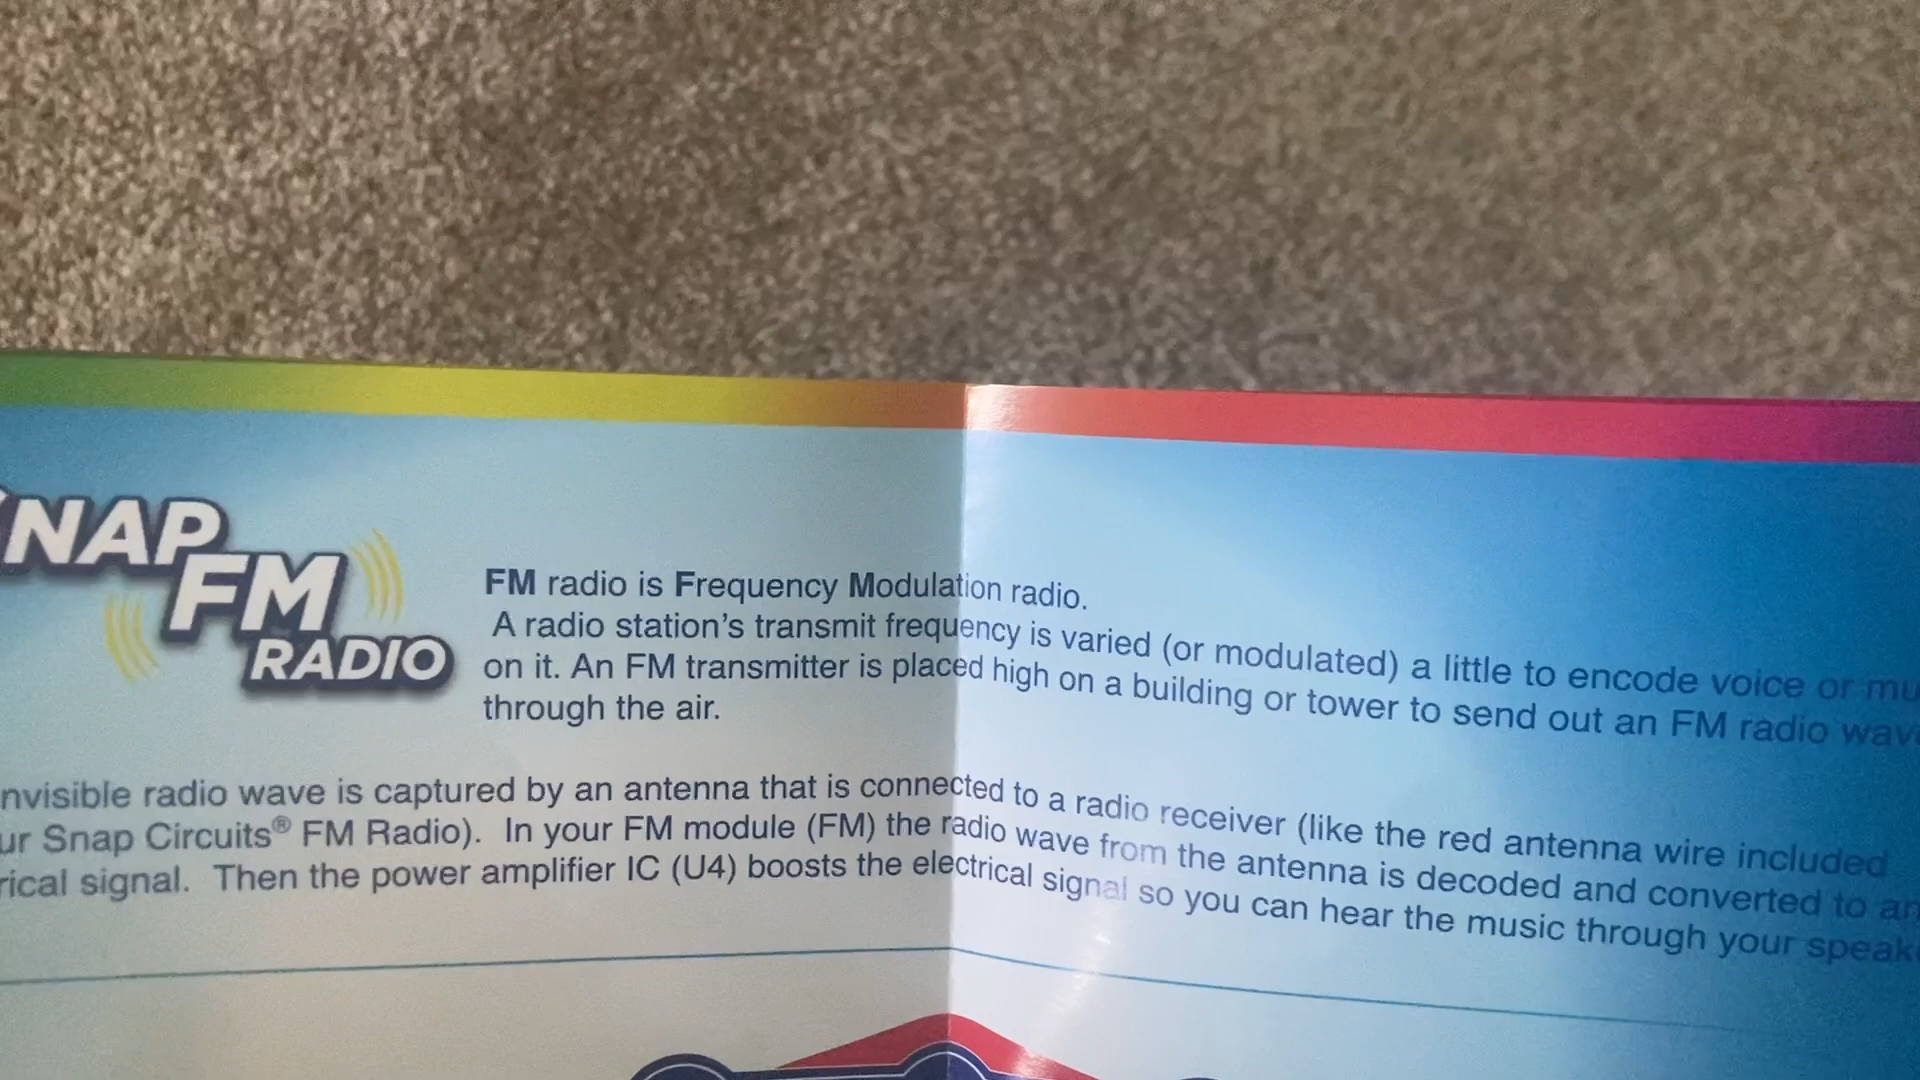 NAP
FM
RADIO
FM radio is Frequency Modulation radio.
A radio station's transmit frequency is varied (or modulated) a little to encode voice or mu
on it. An FM transmitter is placed high on a building or tower to send out an FM radio wav
through the air.
nvisible radio wave is captured by an antenna that is connected to a radio receiver (like the red antenna wire included
ur Snap Circuits® FM Radio). In your FM module (FM) the radio wave from the antenna is decoded and converted to an
rical signal. Then the power amplifier IC (U4) boosts the electrical signal so you can hear the music through your speak